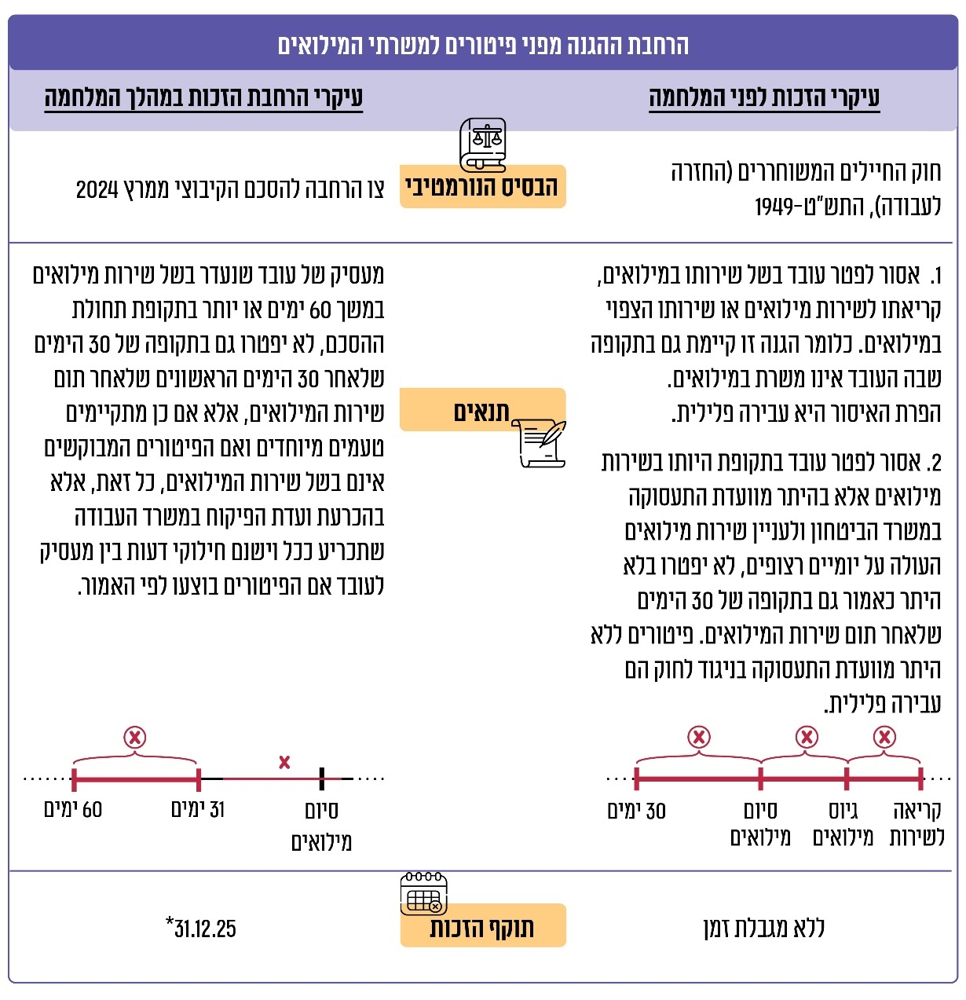 הרחבת ההגנה מפני פיטורים למשרתי המילואים
עיקרי הזכות לפני המלחמה
עיקרי הרחבת הזכות במהלך המלחמה
הבסיס הנורמטיבי
חוק החיילים המשוחררים (החזרה
לעבודה), התש"ט-1949
צו הרחבה להסכם הקיבוצי ממרץ 2024
תנאים
1. אסור לפטר עובד בשל שירותו במילואים,
קריאתו לשירות מילואים או שירותו הצפוי
במילואים. כלומר הגנה זו קיימת גם בתקופה
שבה העובד אינו משרת במילואים.
הפרת האיסור היא עבירה פלילית.
2. אסור לפטר עובד בתקופת היותו בשירות
מילואים אלא בהיתר מוועדת התעסוקה
במשרד הביטחון ולעניין שירות מילואים
העולה על יומיים רצופים, לא יפטרו בלא
היתר כאמור גם בתקופה של 30 הימים
שלאחר תום שירות המילואים. פיטורים ללא
היתר מוועדת התעסוקה בניגוד לחוק הם
עבירה פלילית.
קריאה
לשירות
גיוס
מילואים
סיום
מילואים
30 ימים
מעסיק של עובד שנעדר בשל שירות מילואים
במשך 60 ימים או יותר בתקופת תחולת
ההסכם, לא יפטרו גם בתקופה של 30 הימים
שלאחר 30 הימים הראשונים שלאחר תום
שירות המילואים, אלא אם כן מתקיימים
טעמים מיוחדים ואם הפיטורים המבוקשים
אינם בשל שירות המילואים, כל זאת, אלא
בהכרעת ועדת הפיקוח במשרד העבודה
שתכריע ככל וישנם חילוקי דעות בין מעסיק
לעובד אם הפיטורים בוצעו לפי האמור.
סיום
מילואים
31 ימים
60 ימים
תוקף הזכות
ללא מגבלת זמן
31.12.25*